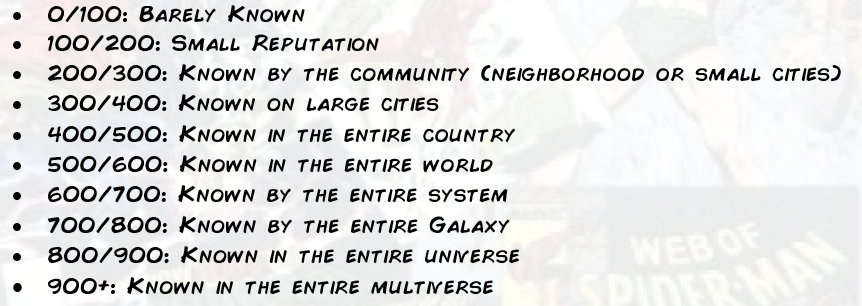 • 0/100: Barely Known
• 100/200: Small Reputation
• 200/300: Known by the community (neighborhood or small cities)
• 300/400: Known on large cities
• 400/500: Known in the entire country
• 500/600: Known in the entire world
• 600/700: Known by the entire system
• 700/800: Known by the entire Galaxy
• 800/900: Known in the entire universe
• 900+: Known in the entire multiverse
WEB OF
SPIDER-MAN